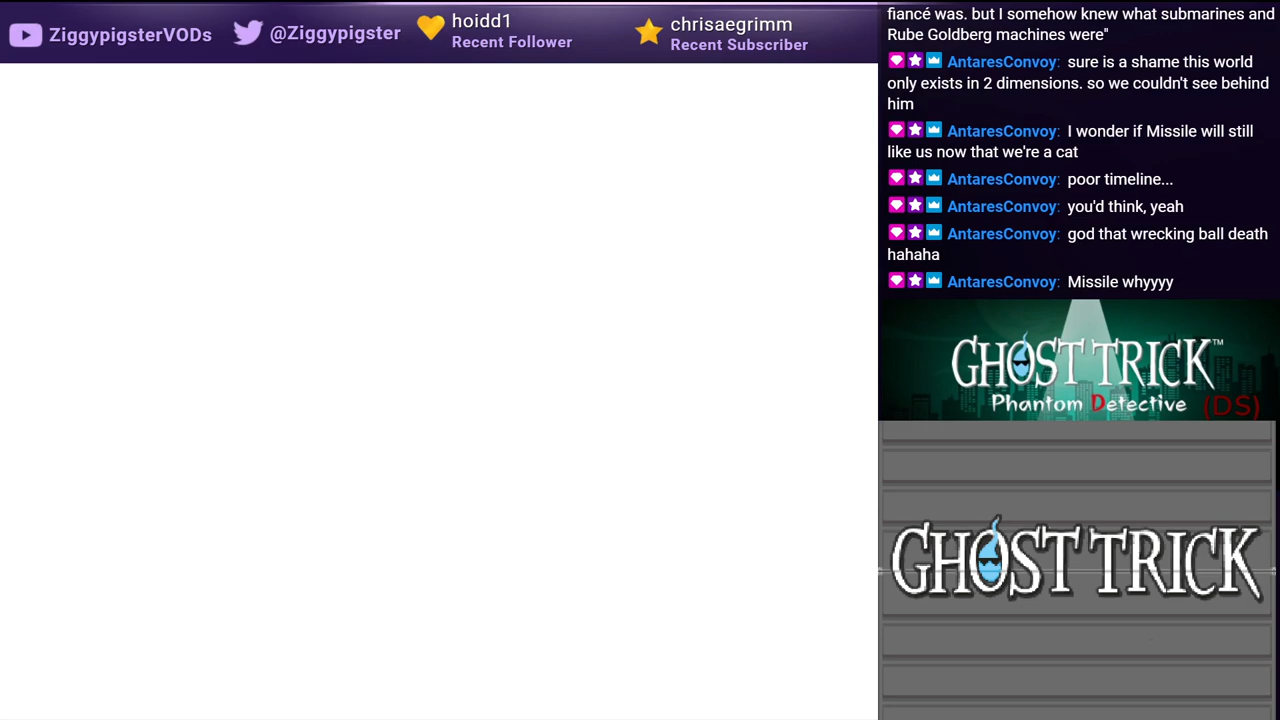 ZiggypigsterVODs
@Ziggypigster
hoidd1
Recent Follower
chrisaegrimm
Recent Subscriber
fiancé was. but I somehow knew what submarines and
Rube Goldberg machines were"
AntaresConvoy: sure is a shame this world
only exists in 2 dimensions. so we couldn't see behind
him
AntaresConvoy: I wonder if Missile will still
like us now that we're a cat
AntaresConvoy: poor timeline...
AntaresConvoy: you'd think, yeah
AntaresConvoy: god that wrecking ball death
hahaha
AntaresConvoy: Missile whyyyy
GHOST TRICK™
Phantom Detective (DS)
GHOST TRICK